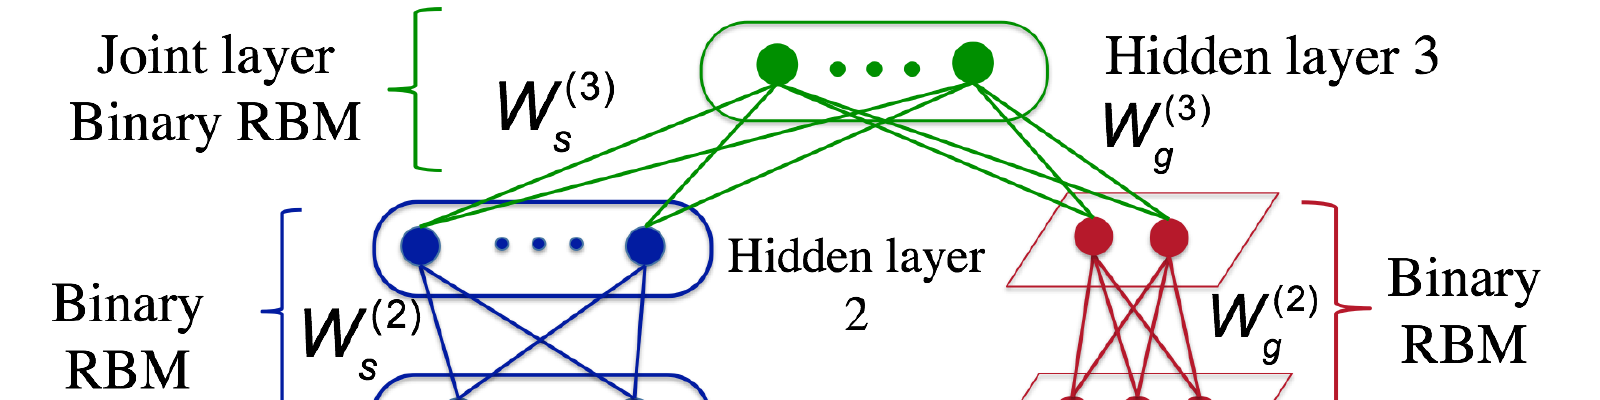 Joint layer
Binary RBM
W_s^(3)
Hidden layer 3
W_g^(3)
Hidden layer
2
Binary
RBM
W_s^(2)
W_g^(2)
Binary
RBM